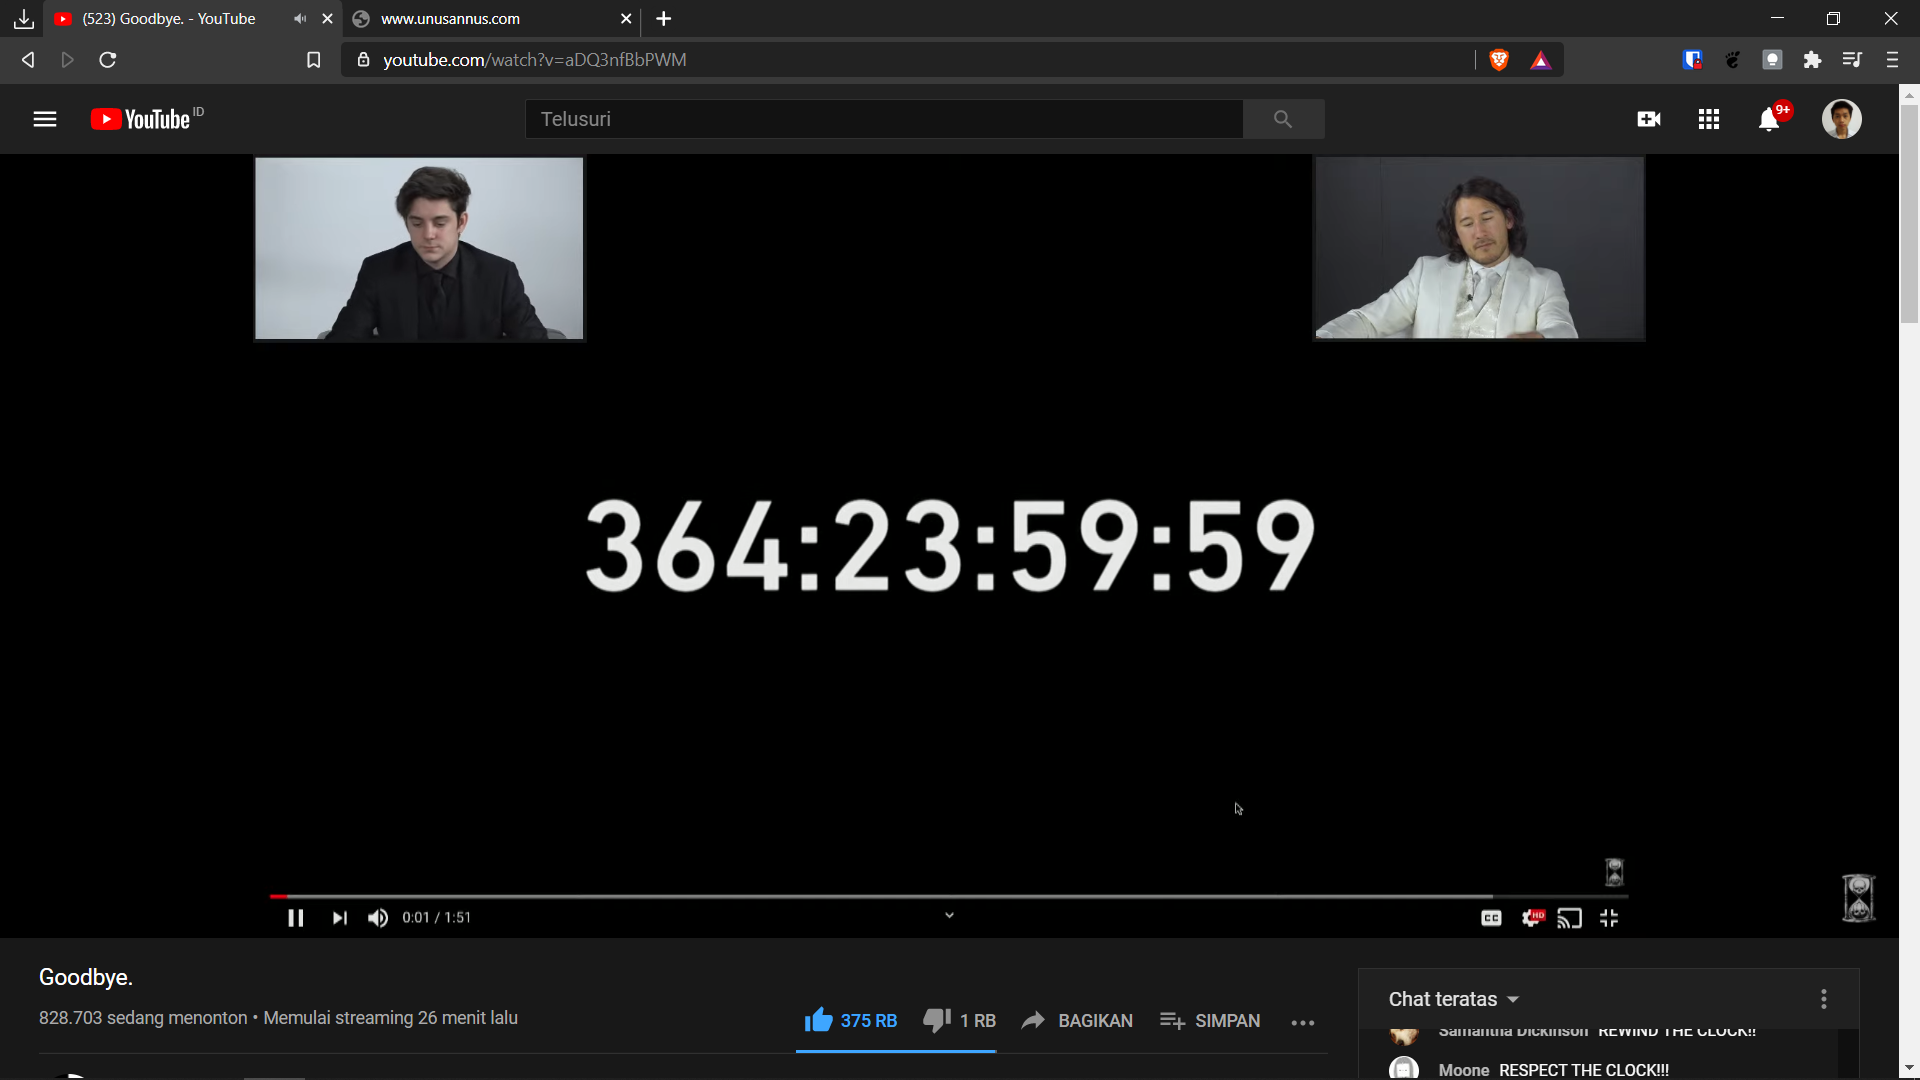 (523) Goodbye. - YouTube
www.unusannus.com
youtube.com/watch?v=aDQ3nfBbPWM
YouTube ID
Telusuri
9+
364:23:59:59
0:01 / 1:51
CC
HD
Goodbye.
828.703 sedang menonton • Memulai streaming 26 menit lalu
375 RB
1 RB
BAGIKAN
SIMPAN
Chat teratas
Samantha Dickinson REWIND THE CLOCK!!
Moone RESPECT THE CLOCK!!!